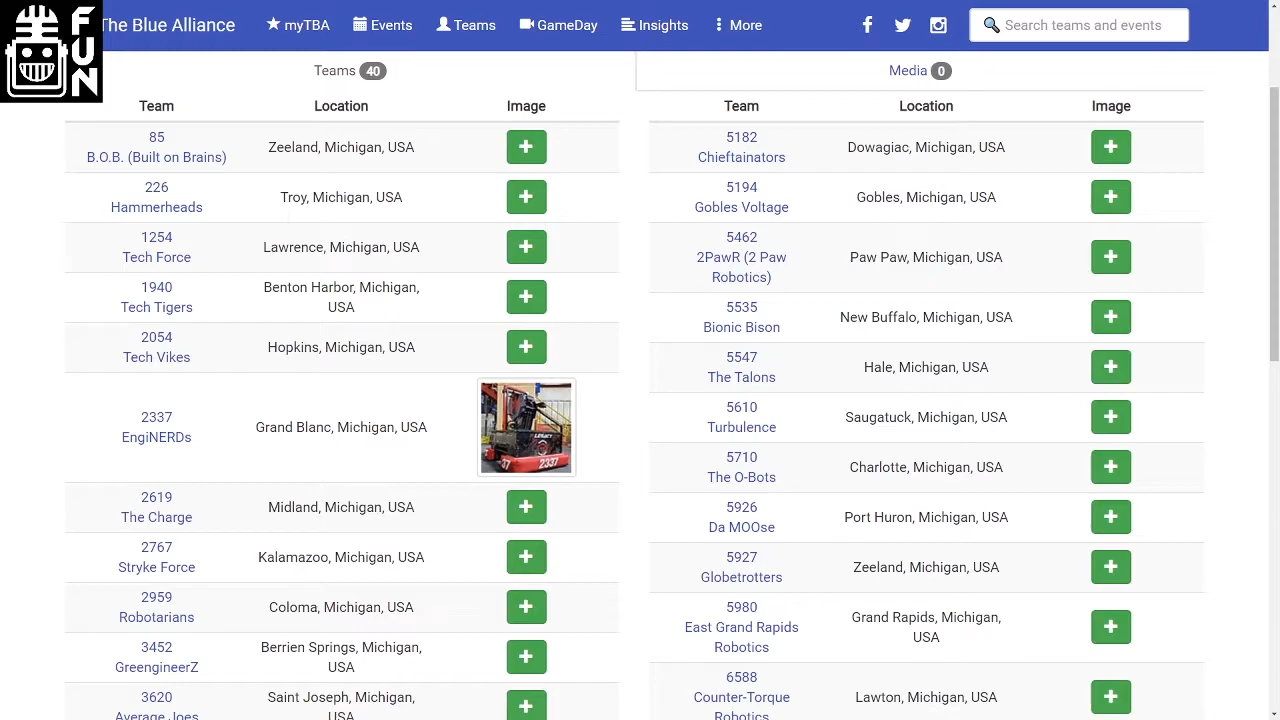 FUN
The Blue Alliance
myTBA
Events
Teams
GameDay
Insights
Search teams and events
Teams 40
Media 0
Team Location Image
85
B.O.B. (Built on Brains)
Zeeland, Michigan, USA
226
Hammerheads
Troy, Michigan, USA
1254
Tech Force
Lawrence, Michigan, USA
1940
Tech Tigers
Benton Harbor, Michigan,
USA
2054
Tech Vikes
Hopkins, Michigan, USA
2337
EngiNERDs
Grand Blanc, Michigan, USA
LEGACY
37 2337
2619
The Charge
Midland, Michigan, USA
2767
Stryke Force
Kalamazoo, Michigan, USA
2959
Robotarians
Coloma, Michigan, USA
3452
GreengineerZ
Berrien Springs, Michigan,
USA
3620
Average Joes
Saint Joseph, Michigan,
USA
Team Location Image
5182
Chieftainators
Dowagiac, Michigan, USA
5194
Gobles Voltage
Gobles, Michigan, USA
5462
2PawR (2 Paw
Robotics)
Paw Paw, Michigan, USA
5535
Bionic Bison
New Buffalo, Michigan, USA
5547
The Talons
Hale, Michigan, USA
5610
Turbulence
Saugatuck, Michigan, USA
5710
The O-Bots
Charlotte, Michigan, USA
5926
Da MOOse
Port Huron, Michigan, USA
5927
Globetrotters
Zeeland, Michigan, USA
5980
East Grand Rapids
Robotics
Grand Rapids, Michigan,
USA
6588
Counter-Torque
Robotics
Lawton, Michigan, USA